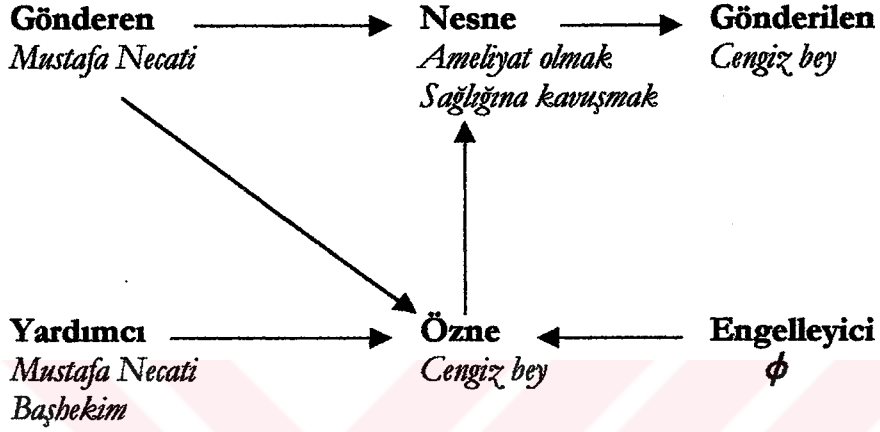 Gönderen Nesne Gönderilen
Mustafa Necati Ameliyat olmak Cengiz bey
Sağlığına kavuşmak
Yardımcı Özne Engelleyici
Mustafa Necati Cengiz bey ϕ
Başhekim